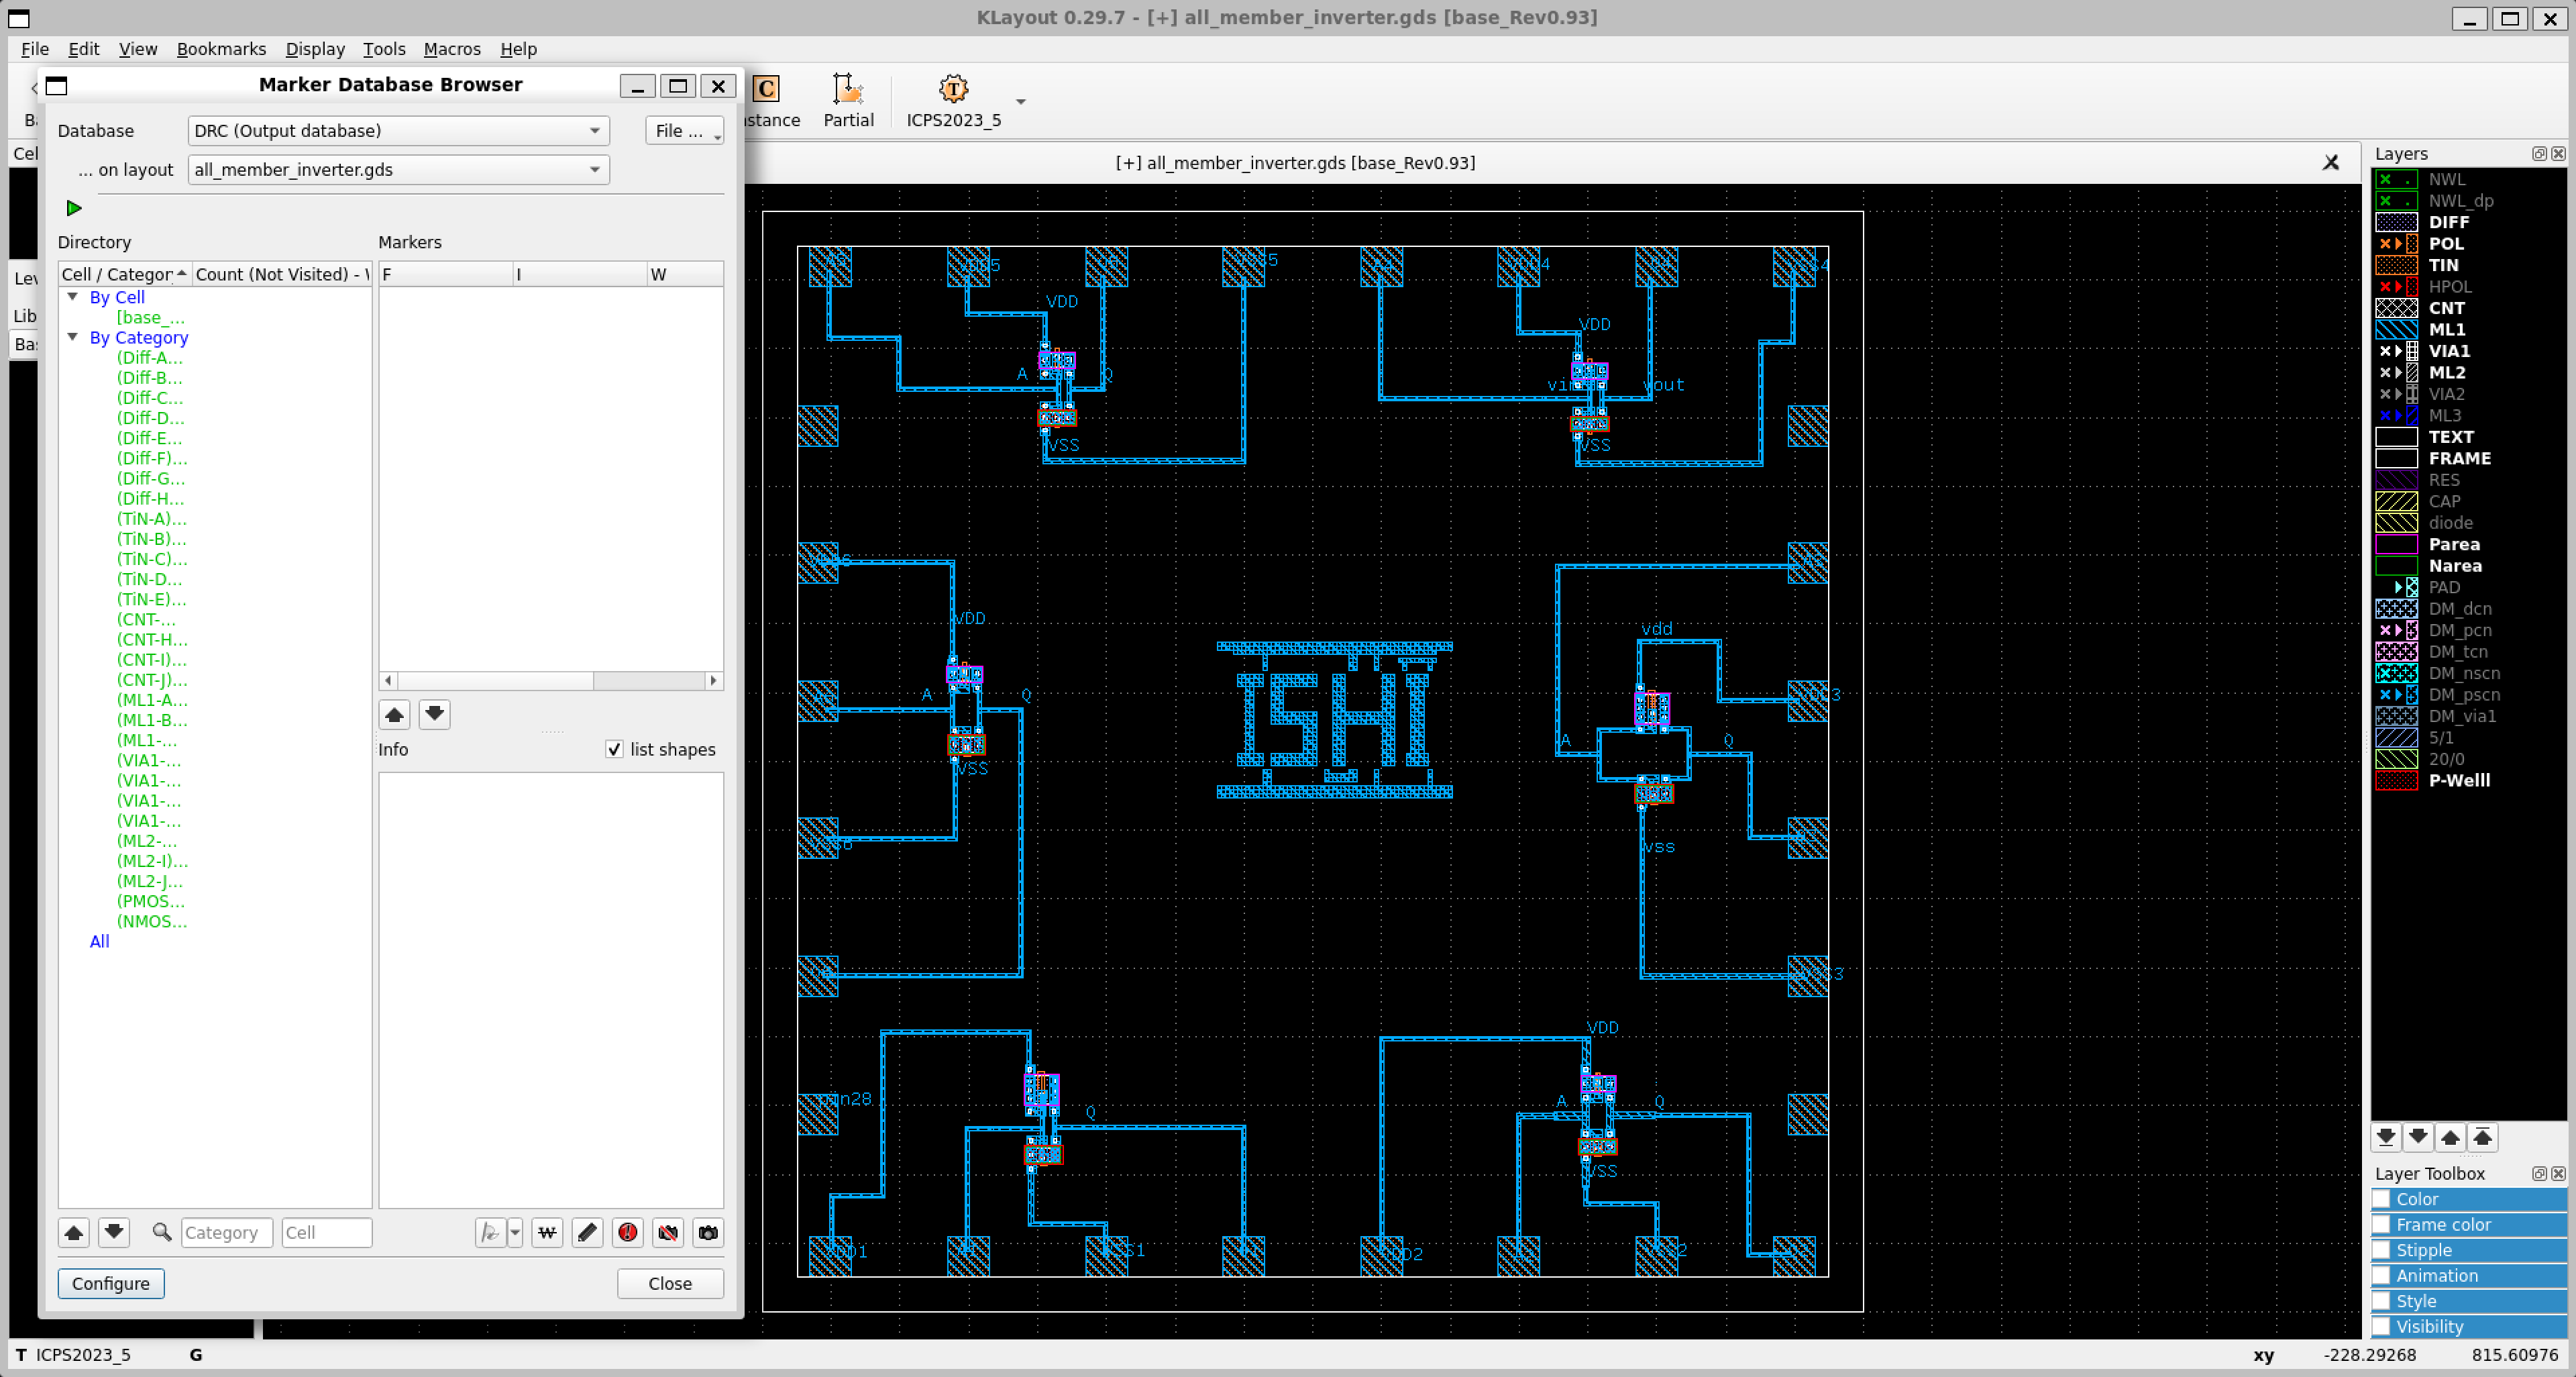 KLayout 0.29.7 - [+] all_member_inverter.gds [base_Rev0.93]
File Edit View Bookmarks Display Tools Macros Help
Marker Database Browser
Database DRC (Output database) File ...
... on layout all_member_inverter.gds
Directory Markers
Cell / Categor Count (Not Visited) - F I W
By Cell
[base_...
By Category
(Diff-A...
(Diff-B...
(Diff-C...
(Diff-D...
(Diff-E...
(Diff-F)...
(Diff-G...
(Diff-H...
(TiN-A)...
(TiN-B)...
(TiN-C)...
(TiN-D...
(TiN-E)...
(CNT-...
(CNT-H...
(CNT-I)...
(CNT-J)...
(ML1-A...
(ML1-B...
(ML1-...
(VIA1-...
(VIA1-...
(VIA1-...
(VIA1-...
(ML2-...
(ML2-I)...
(ML2-J...
(PMOS...
(NMOS...
All
Info list shapes
Category Cell
Configure Close
stance Partial ICPS2023_5
[+] all_member_inverter.gds [base_Rev0.93]
VDD
A Q
VSS
VDD
vout
VSS
VDD
A Q
VSS
ISHI
vdd
A Q
vss
Q
VDD
A Q
VSS
Layers
NWL
NWL_dp
DIFF
POL
TIN
HPOL
CNT
ML1
VIA1
ML2
VIA2
ML3
TEXT
FRAME
RES
CAP
diode
Parea
Narea
PAD
DM_dcn
DM_pcn
DM_tcn
DM_nscn
DM_pscn
DM_via1
5/1
20/0
P-Welll
Layer Toolbox
Color
Frame color
Stipple
Animation
Style
Visibility
T ICPS2023_5 G xy -228.29268 815.60976